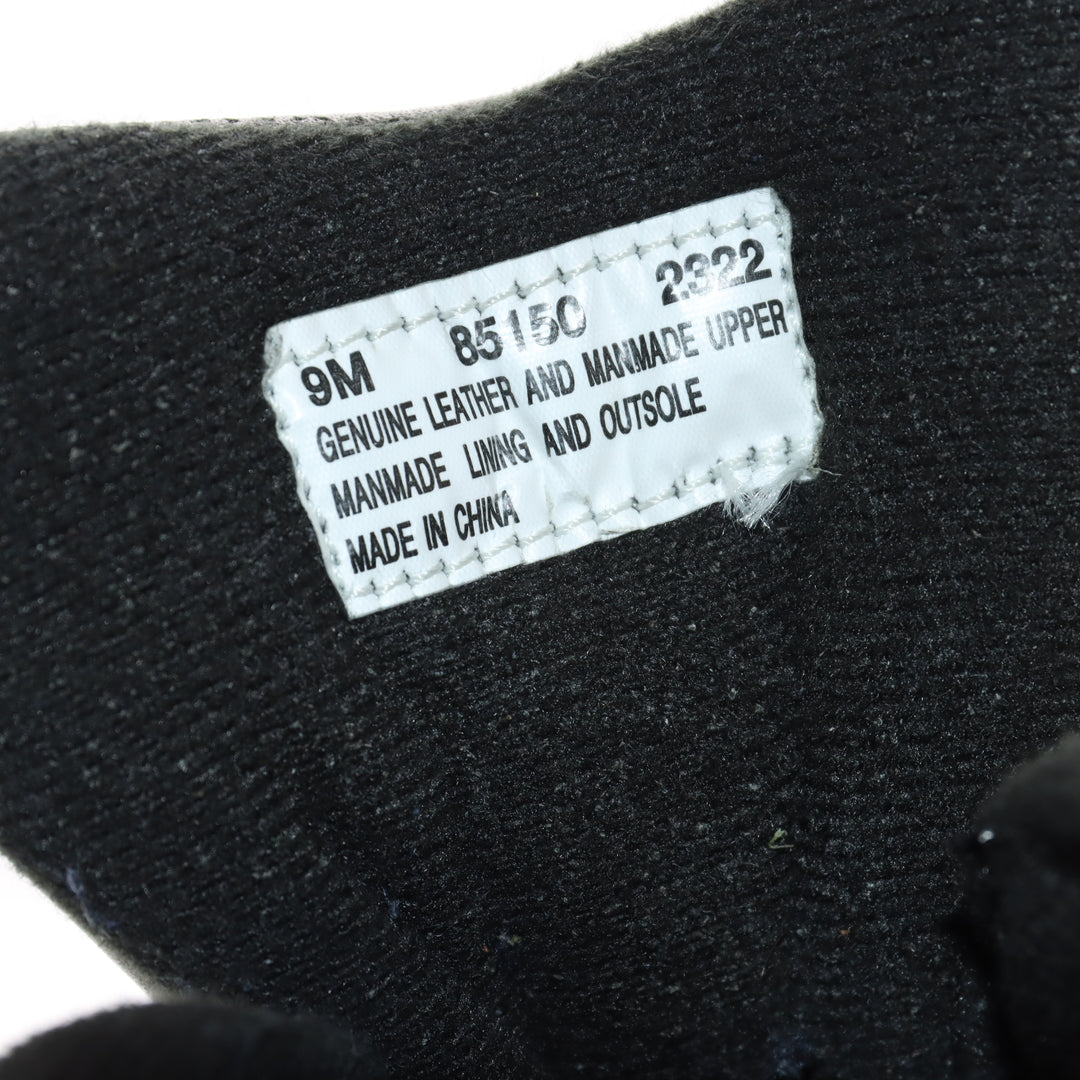 9M 85150 2322
GENUINE LEATHER AND MANMADE UPPER
MANMADE LINING AND OUTSOLE
MADE IN CHINA